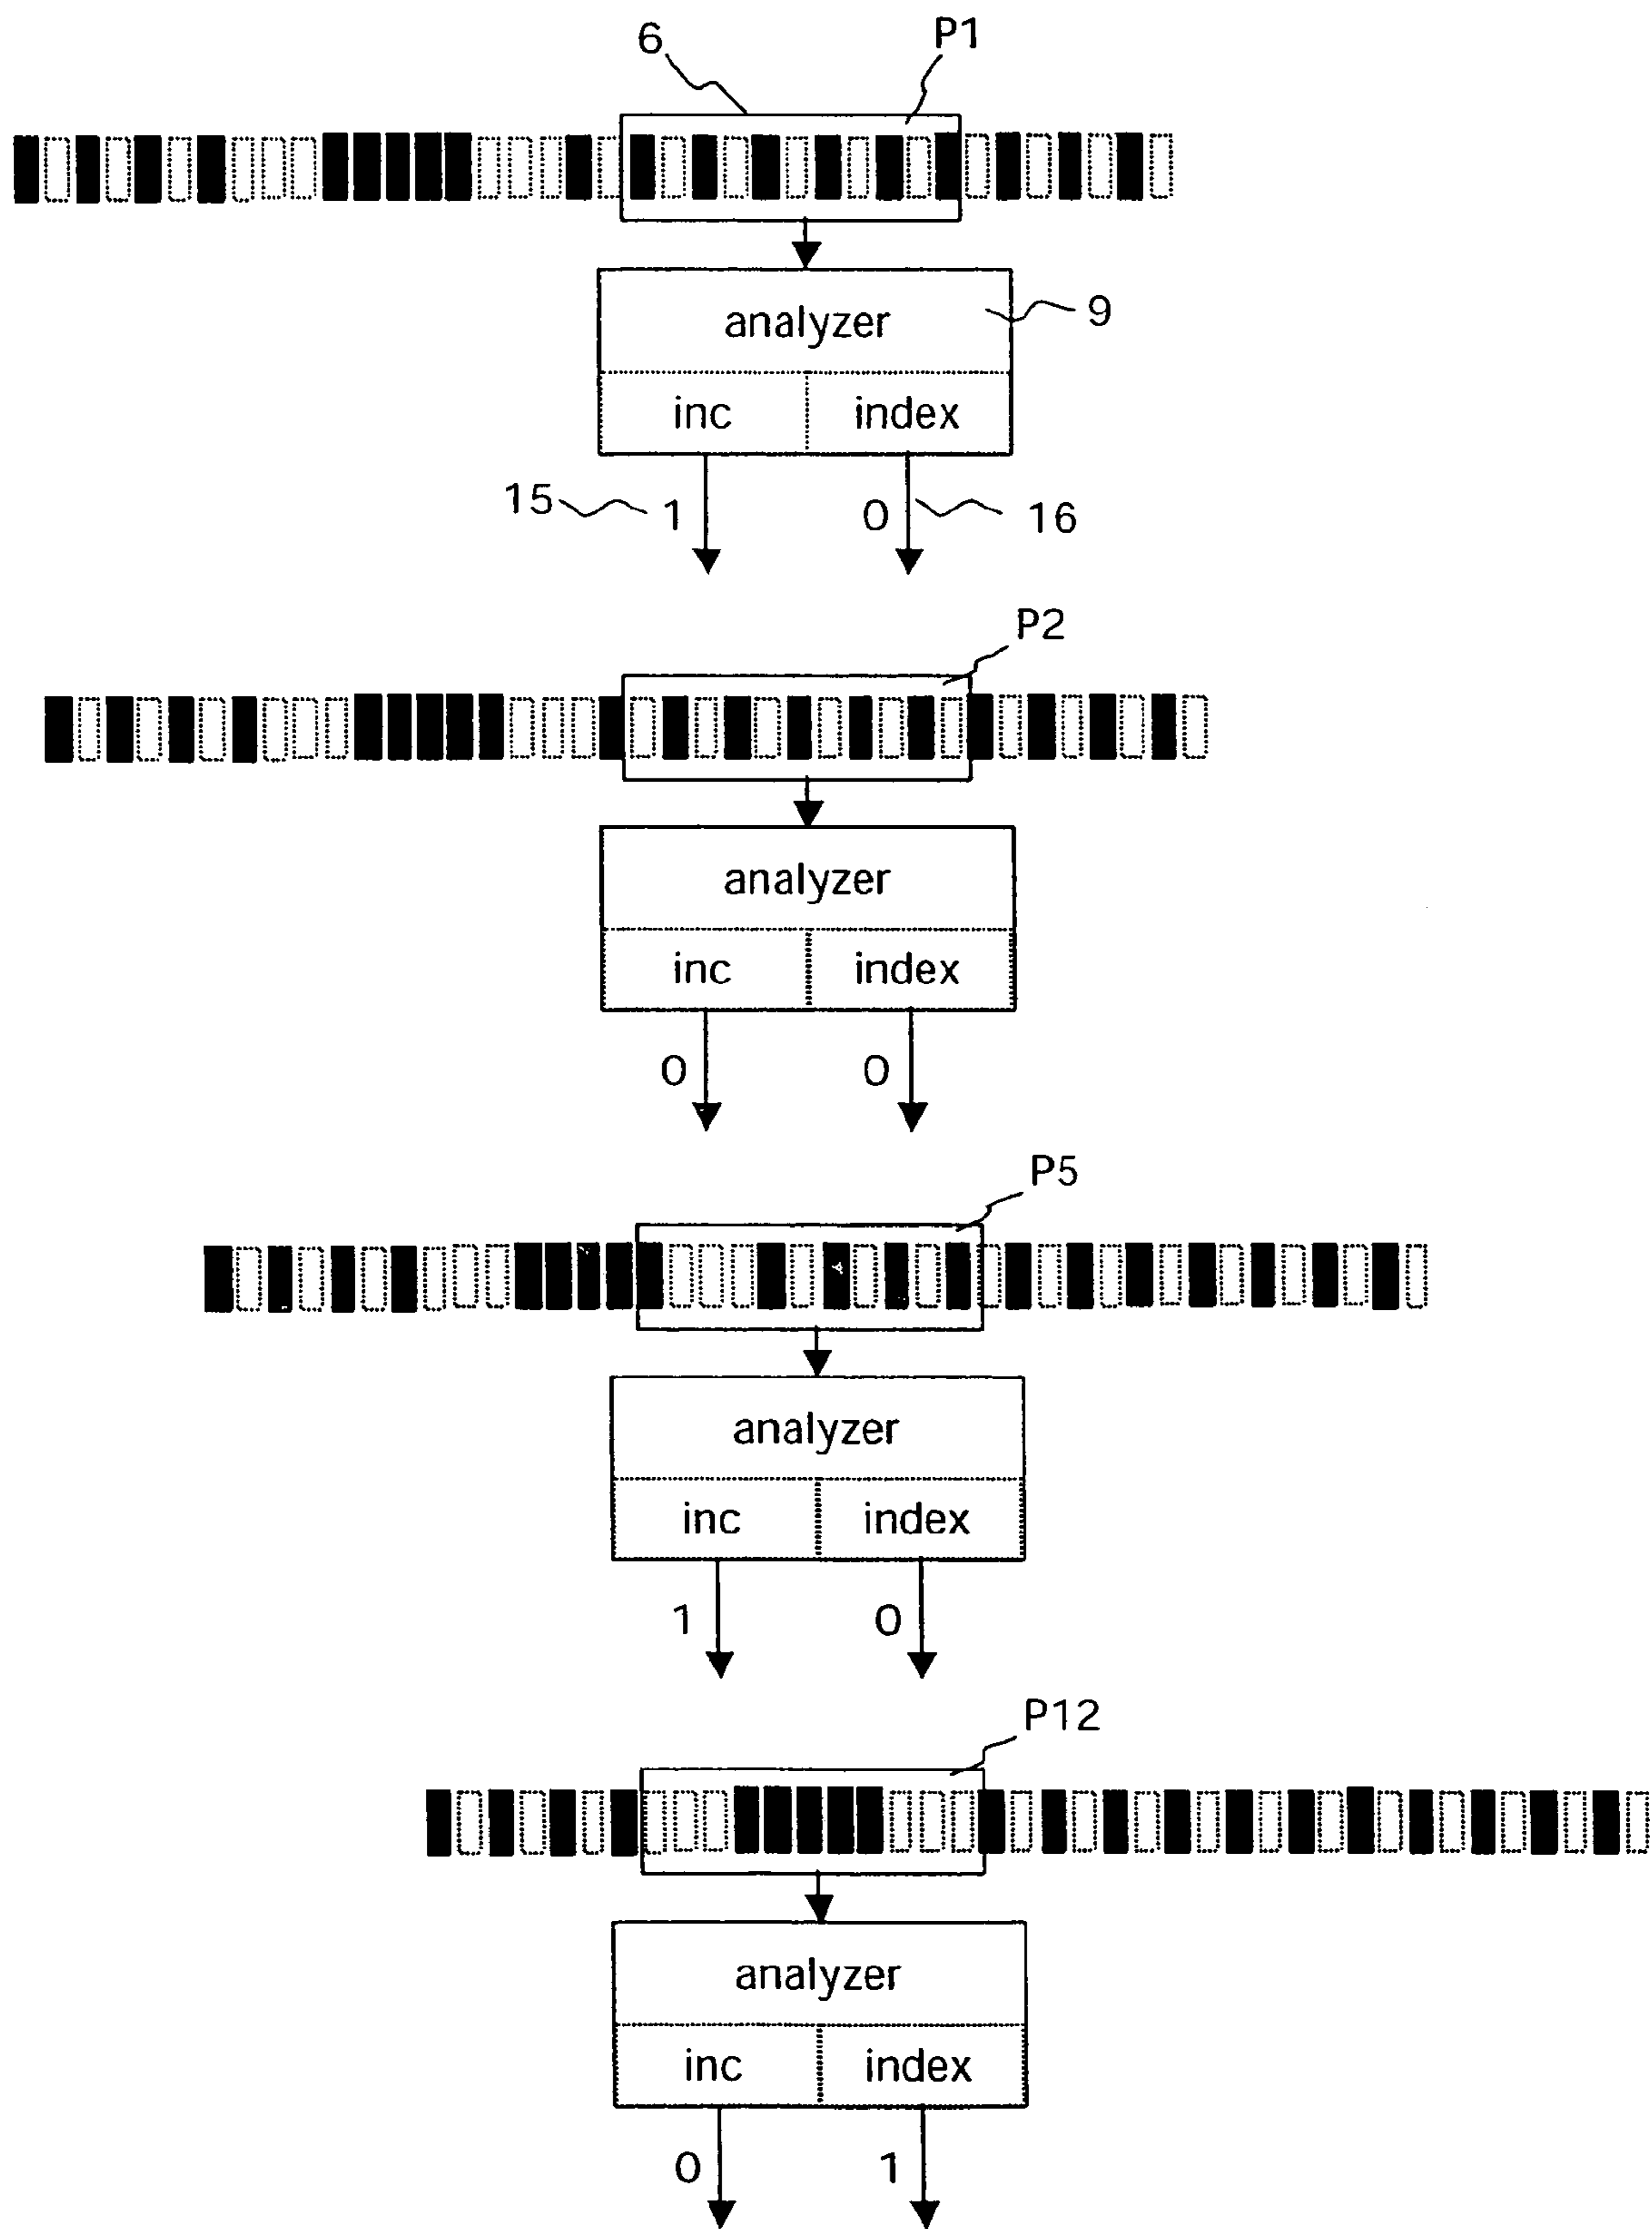 6
P1
analyzer
9
inc index
15 1 0 16
P2
analyzer
inc index
0 0
P5
analyzer
inc index
1 0
P12
analyzer
inc index
0 1